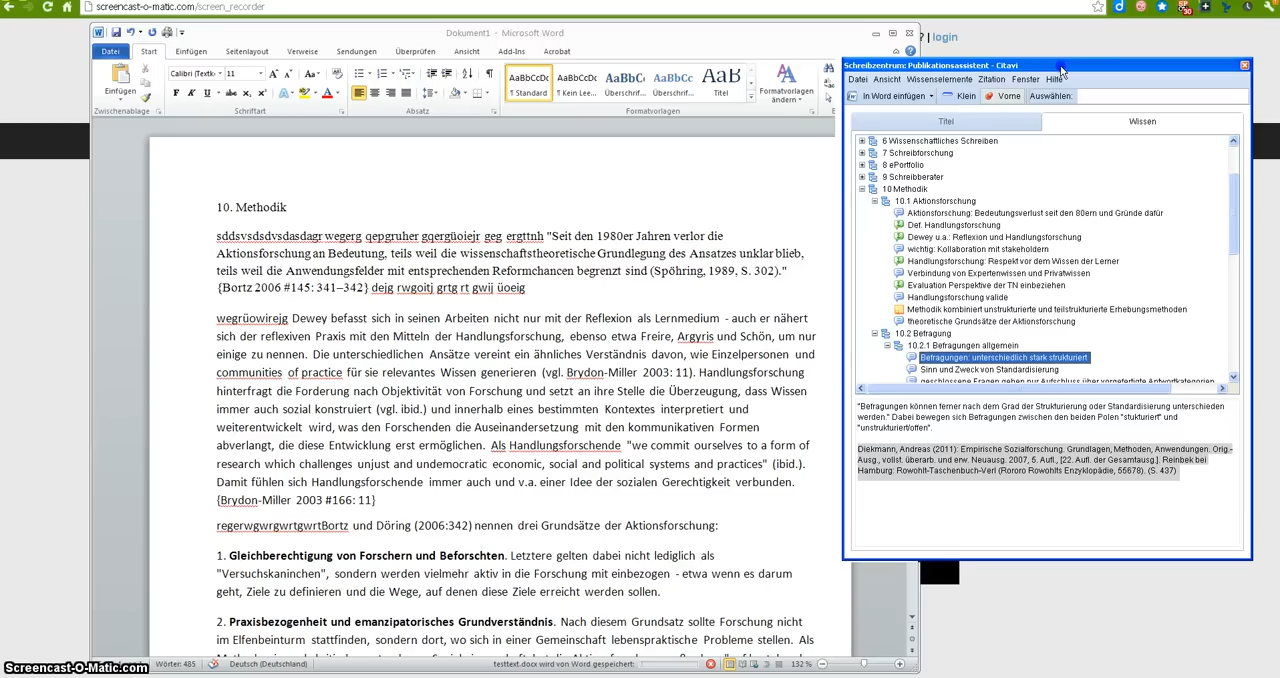 screencast-o-matic.com/screen_recorder
? | login
Dokument1 - Microsoft Word
Datei Start Einfügen Seitenlayout Verweise Sendungen Überprüfen Ansicht Add-Ins Acrobat
Einfügen
Calibri (Textk 11
F K U abc x₂ x²
AaBbCcDc AaBbCcDc AaBbC AaBbCc AaB
¶ Standard ¶ Kein Lee... Überschrif... Überschrif... Titel
Formatvorlagen ändern
Zwischenablage Schriftart Absatz Formatvorlagen
10. Methodik
sddsvsdsdvsdasdagr wegerg qepgruher gqergüoiejr geg ergttnh "Seit den 1980er Jahren verlor die
Aktionsforschung an Bedeutung, teils weil die wissenschaftstheoretische Grundlegung des Ansatzes unklar blieb,
teils weil die Anwendungsfelder mit entsprechenden Reformchancen begrenzt sind (Spöhring, 1989, S. 302)."
{Bortz 2006 #145: 341–342} dejg rwgoitj grtg rt gwij üoeig
wegrüowirejg Dewey befasst sich in seinen Arbeiten nicht nur mit der Reflexion als Lernmedium - auch er nähert
sich der reflexiven Praxis mit den Mitteln der Handlungsforschung, ebenso etwa Freire, Argyris und Schön, um nur
einige zu nennen. Die unterschiedlichen Ansätze vereint ein ähnliches Verständnis davon, wie Einzelpersonen und
communities of practice für sie relevantes Wissen generieren (vgl. Brydon-Miller 2003: 11). Handlungsforschung
hinterfragt die Forderung nach Objektivität von Forschung und setzt an ihre Stelle die Überzeugung, dass Wissen
immer auch sozial konstruiert (vgl. ibid.) und innerhalb eines bestimmten Kontextes interpretiert und
weiterentwickelt wird, was den Forschenden die Auseinandersetzung mit den kommunikativen Formen
abverlangt, die diese Entwicklung erst ermöglichen. Als Handlungsforschende "we commit ourselves to a form of
research which challenges unjust and undemocratic economic, social and political systems and practices" (ibid.).
Damit fühlen sich Handlungsforschende immer auch und v.a. einer Idee der sozialen Gerechtigkeit verbunden.
{Brydon-Miller 2003 #166: 11}
regerwgwrgwrtgwrtBortz und Döring (2006:342) nennen drei Grundsätze der Aktionsforschung:
1. Gleichberechtigung von Forschern und Beforschten. Letztere gelten dabei nicht lediglich als
"Versuchskaninchen", sondern werden vielmehr aktiv in die Forschung mit einbezogen - etwa wenn es darum
geht, Ziele zu definieren und die Wege, auf denen diese Ziele erreicht werden sollen.
2. Praxisbezogenheit und emanzipatorisches Grundverständnis. Nach diesem Grundsatz sollte Forschung nicht
im Elfenbeinturm stattfinden, sondern dort, wo sich in einer Gemeinschaft lebenspraktische Probleme stellen. Als
Wörter: 485 Deutsch (Deutschland) testtext.docx wird von Word gespeichert: 132 %
Schreibzentrum: Publikationsassistent - Citavi
Datei Ansicht Wissenselemente Zitation Fenster Hilfe
In Word einfügen Klein Vorne Auswählen:
Titel Wissen
6 Wissenschaftliches Schreiben
7 Schreibforschung
8 ePortfolio
9 Schreibberater
10 Methodik
10.1 Aktionsforschung
Aktionsforschung: Bedeutungsverlust seit den 80ern und Gründe dafür
Def. Handlungsforschung
Dewey u.a.: Reflexion und Handlungsforschung
wichtig: Kollaboration mit stakeholdern
Handlungsforschung: Respekt vor dem Wissen der Lerner
Verbindung von Expertenwissen und Privatwissen
Evaluation Perspektive der TN einbeziehen
Handlungsforschung valide
Methodik kombiniert unstrukturierte und teilstrukturierte Erhebungsmethoden
theoretische Grundsätze der Aktionsforschung
10.2 Befragung
10.2.1 Befragungen allgemein
Befragungen: unterschiedlich stark strukturiert
Sinn und Zweck von Standardisierung
geschlossene Fragen geben nur Aufschluss über vorgefertigte Antwortkategorien
"Befragungen können ferner nach dem Grad der Strukturierung oder Standardisierung unterschieden
werden." Dabei bewegen sich Befragungen zwischen den beiden Polen "stukturiert" und
"unstrukturiert/offen".
Diekmann, Andreas (2011): Empirische Sozialforschung. Grundlagen, Methoden, Anwendungen. Orig.-
Ausg., vollst. überarb. und erw. Neuausg. 2007, 5. Aufl., [22. Aufl. der Gesamtausg.]. Reinbek bei
Hamburg: Rowohlt-Taschenbuch-Verl (Rororo Rowohlts Enzyklopädie, 55678). (S. 437)
Screencast-O-Matic.com